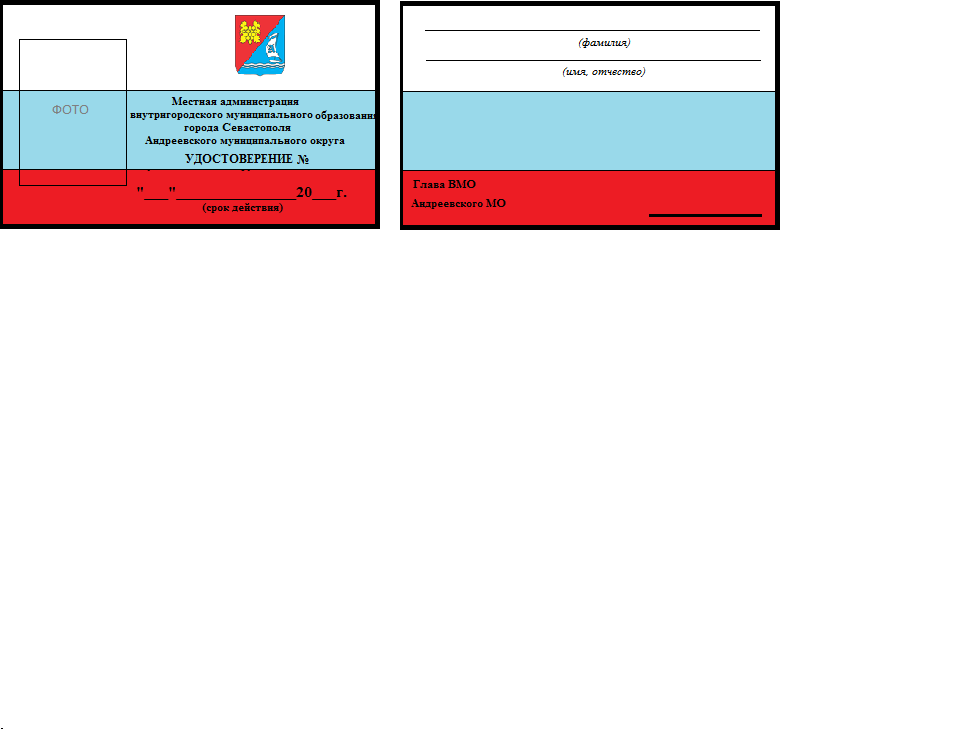 ФОТО
Местная администрация
внутригородского муниципального образования
города Севастополя
Андреевского муниципального округа
УДОСТОВЕРЕНИЕ №
"___"_______________20___г.
(срок действия)
(фамилия)
(имя, отчество)
Глава ВМО
Андреевского МО